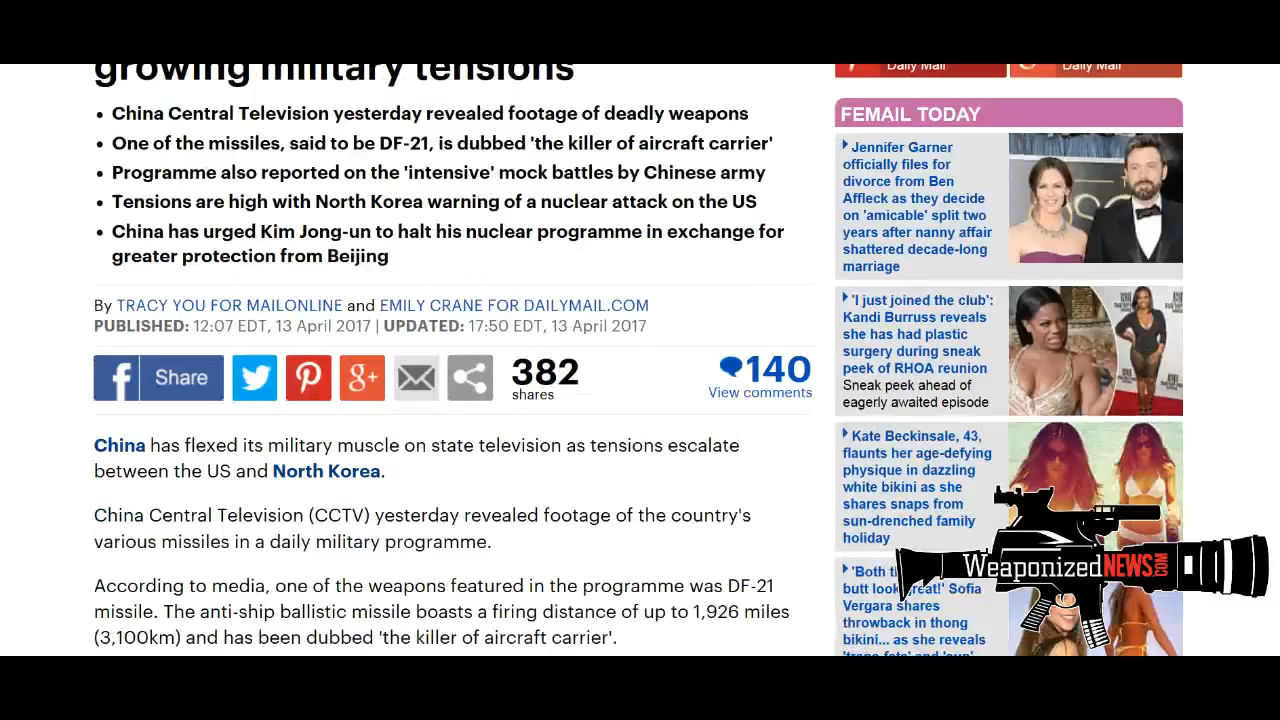 growing military tensions
• China Central Television yesterday revealed footage of deadly weapons
• One of the missiles, said to be DF-21, is dubbed 'the killer of aircraft carrier'
• Programme also reported on the 'intensive' mock battles by Chinese army
• Tensions are high with North Korea warning of a nuclear attack on the US
• China has urged Kim Jong-un to halt his nuclear programme in exchange for
greater protection from Beijing
By TRACY YOU FOR MAILONLINE and EMILY CRANE FOR DAILYMAIL.COM
PUBLISHED: 12:07 EDT, 13 April 2017 | UPDATED: 17:50 EDT, 13 April 2017
Share
382
shares
140
View comments
China has flexed its military muscle on state television as tensions escalate
between the US and North Korea.
China Central Television (CCTV) yesterday revealed footage of the country's
various missiles in a daily military programme.
According to media, one of the weapons featured in the programme was DF-21
missile. The anti-ship ballistic missile boasts a firing distance of up to 1,926 miles
(3,100km) and has been dubbed 'the killer of aircraft carrier'.
Daily Mail
Daily Mail
FEMAIL TODAY
Jennifer Garner
officially files for
divorce from Ben
Affleck as they decide
on 'amicable' split two
years after nanny affair
shattered decade-long
marriage
'I just joined the club':
Kandi Burruss reveals
she has had plastic
surgery during sneak
peek of RHOA reunion
Sneak peek ahead of
eagerly awaited episode
Kate Beckinsale, 43,
flaunts her age-defying
physique in dazzling
white bikini as she
shares snaps from
sun-drenched family
holiday
'Both
butt look great!' Sofia
Vergara shares
throwback in thong
bikini... as she reveals
WEAPONIZEDNEWS.COM